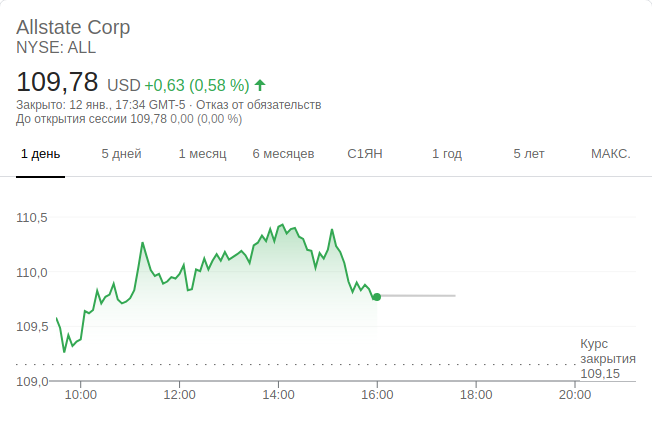 Allstate Corp
NYSE: ALL
109,78 USD +0,63 (0,58 %)
Закрыто: 12 янв., 17:34 GMT-5 · Отказ от обязательств
До открытия сессии 109,78 0,00 (0,00 %)
1 день 5 дней 1 месяц 6 месяцев С1ЯН 1 год 5 лет МАКС.
110,5
110,0
109,5
Курс
закрытия
109,15
109,0
10:00 12:00 14:00 16:00 18:00 20:00